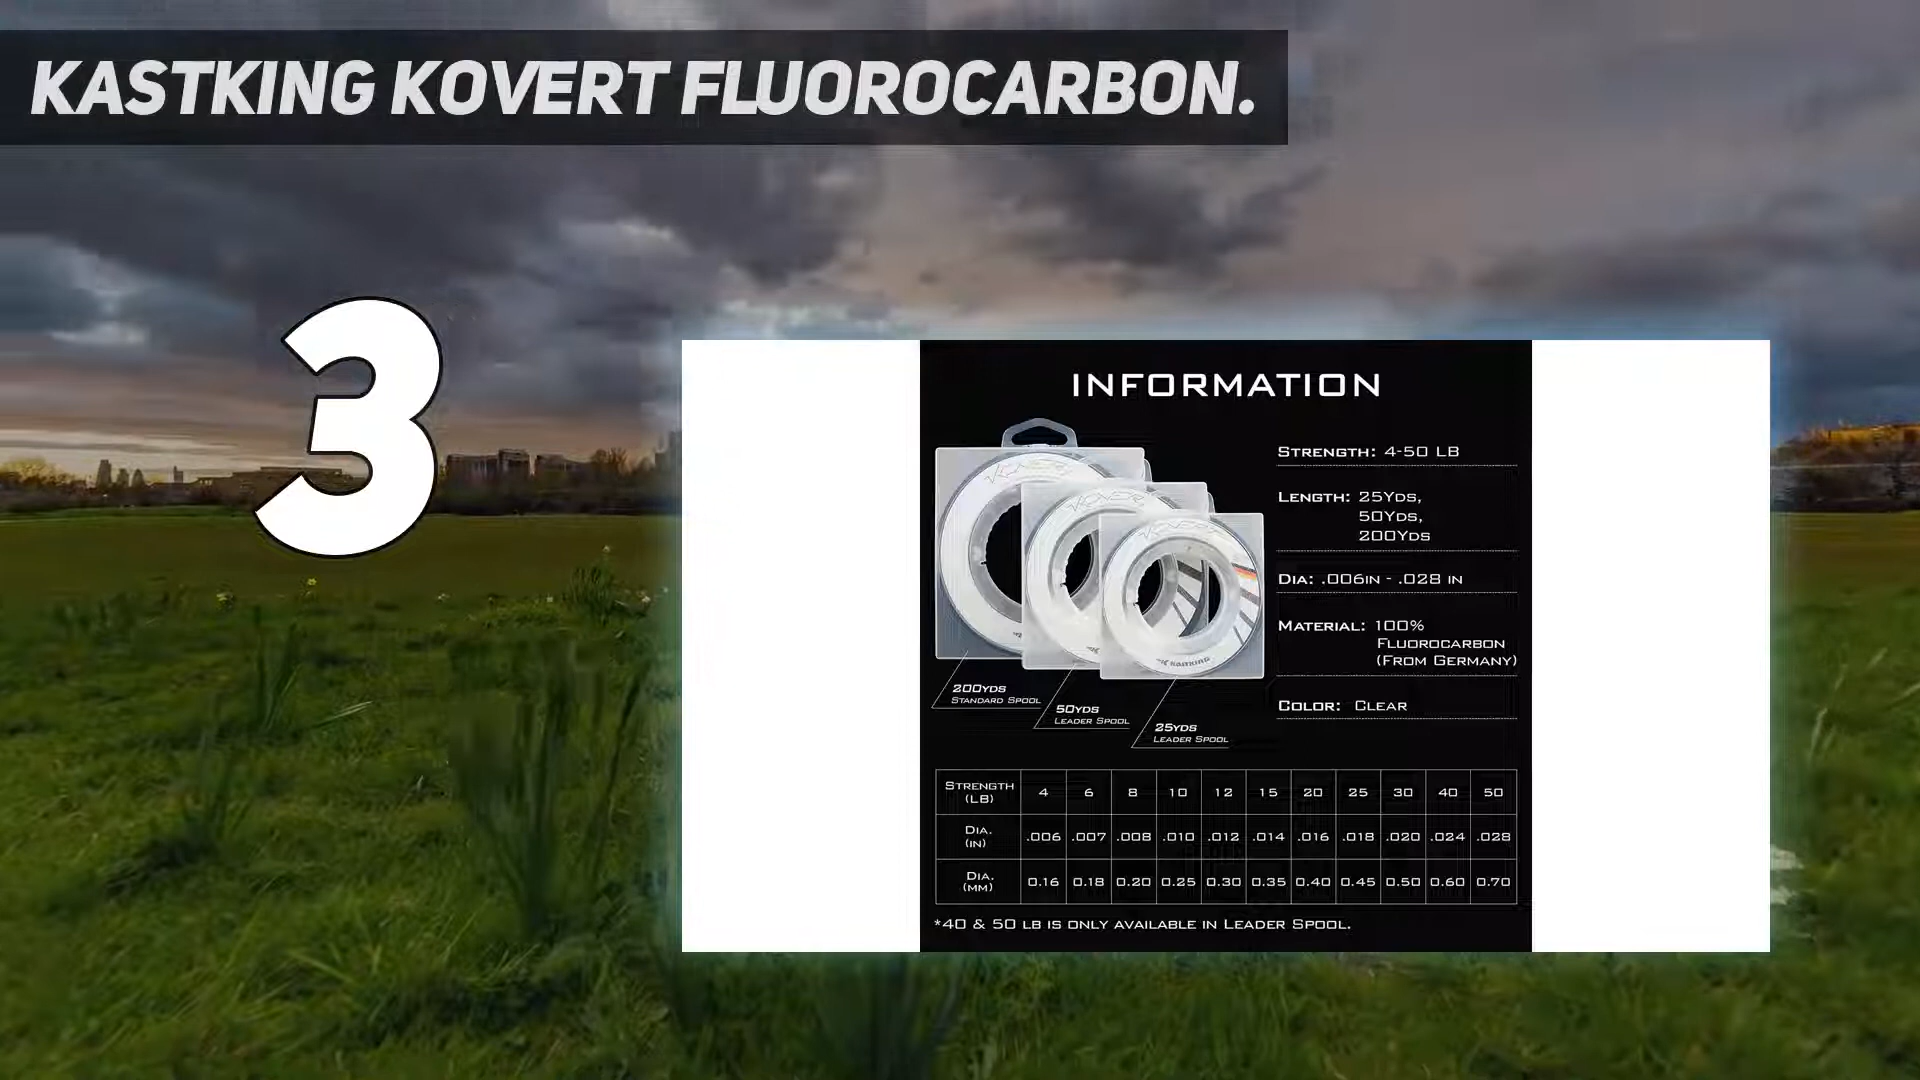 KASTKING KOVERT FLUOROCARBON.
3
INFORMATION
STRENGTH: 4-50 LB
LENGTH: 25YDS,
50YDS,
200YDS
DIA: .006IN - .028 IN
MATERIAL: 100%
FLUOROCARBON
(FROM GERMANY)
COLOR: CLEAR
KASTKING
200YDS
STANDARD SPOOL
50YDS
LEADER SPOOL
25YDS
LEADER SPOOL
STRENGTH (LB) 4 6 8 10 12 15 20 25 30 40 50
DIA. (IN) .006 .007 .008 .010 .012 .014 .016 .018 .020 .024 .028
DIA. (MM) 0.16 0.18 0.20 0.25 0.30 0.35 0.40 0.45 0.50 0.60 0.70
*40 & 50 LB IS ONLY AVAILABLE IN LEADER SPOOL.